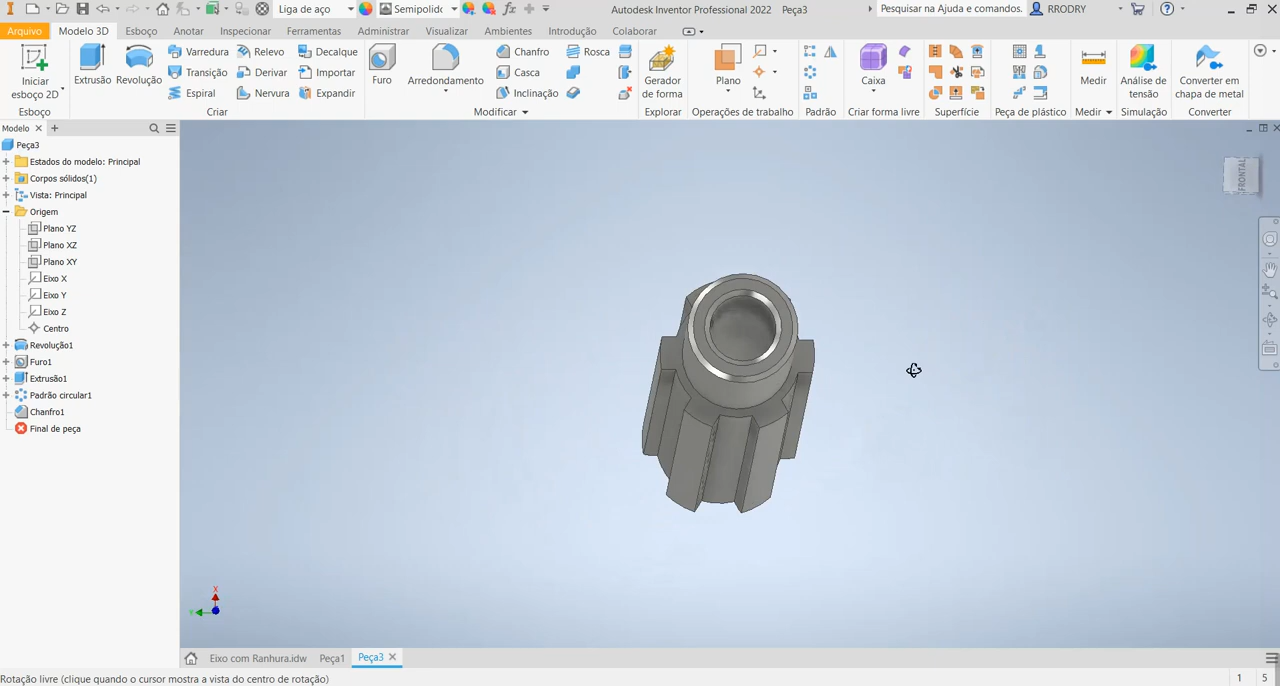 Liga de aço
Semipolido
Autodesk Inventor Professional 2022 Peça3
Pesquisar na Ajuda e comandos.
RRODRY
Arquivo
Modelo 3D
Esboço
Anotar
Inspecionar
Ferramentas
Administrar
Visualizar
Ambientes
Introdução
Colaborar
Iniciar
esboço 2D
Esboço
Extrusão
Revolução
Varredura
Transição
Espiral
Relevo
Derivar
Nervura
Decalque
Importar
Expandir
Criar
Furo
Arredondamento
Chanfro
Casca
Inclinação
Rosca
Modificar
Gerador
de forma
Explorar
Plano
Operações de trabalho
Padrão
Caixa
Criar forma livre
Superfície
Peça de plástico
Medir
Medir
Análise de
tensão
Simulação
Converter em
chapa de metal
Converter
Modelo
Peça3
Estados do modelo: Principal
Corpos sólidos(1)
Vista: Principal
Origem
Plano YZ
Plano XZ
Plano XY
Eixo X
Eixo Y
Eixo Z
Centro
Revolução1
Furo1
Extrusão1
Padrão circular1
Chanfro1
Final de peça
FRONTAL
X
Y
Eixo com Ranhura.idw
Peça1
Peça3
Rotação livre (clique quando o cursor mostra a vista do centro de rotação)
1 5